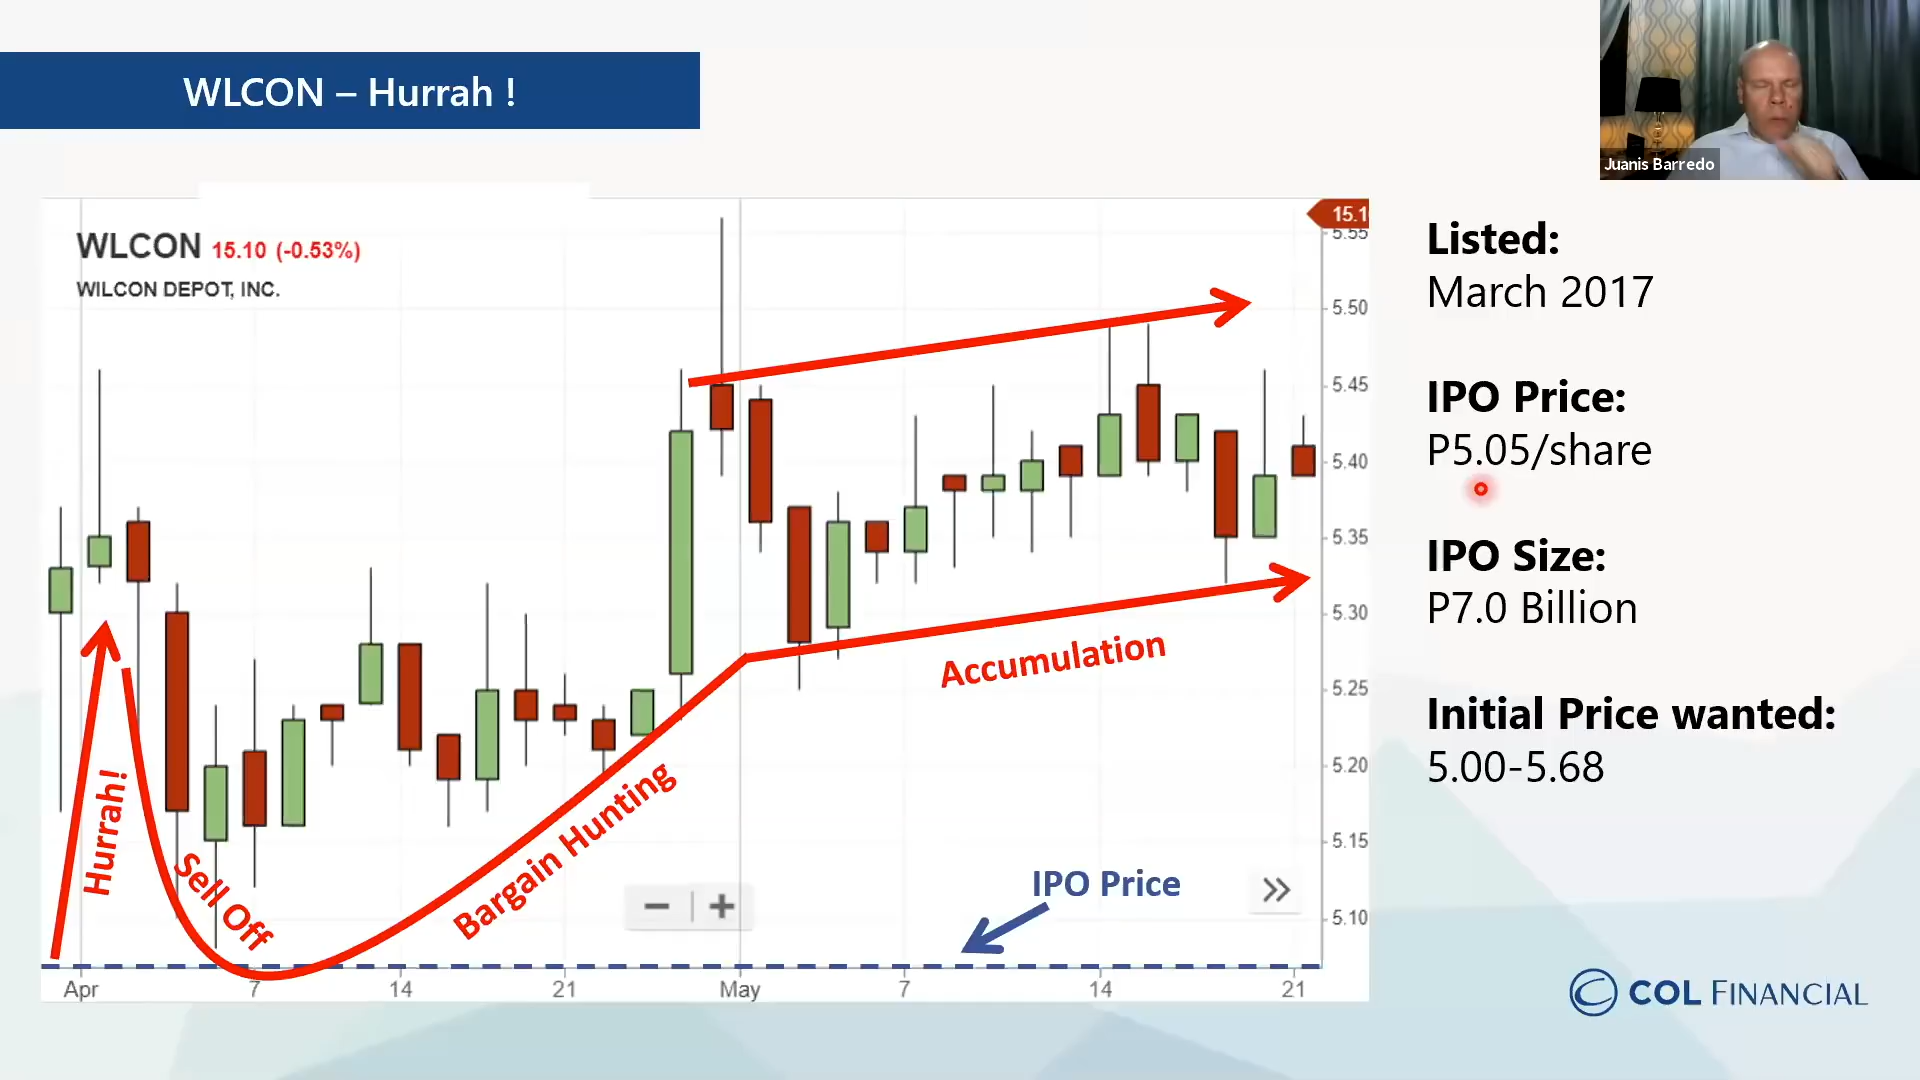 WLCON – Hurrah !
Juanis Barredo
WLCON 15.10 (-0.53%)
WILCON DEPOT, INC.
15.1
5.55
5.50
5.45
5.40
5.35
5.30
5.25
5.20
5.15
5.10
Hurrah!
Sell Off
Bargain Hunting
Accumulation
IPO Price
Apr 7 14 21 May 7 14 21
Listed:
March 2017
IPO Price:
P5.05/share
IPO Size:
P7.0 Billion
Initial Price wanted:
5.00-5.68
COL FINANCIAL